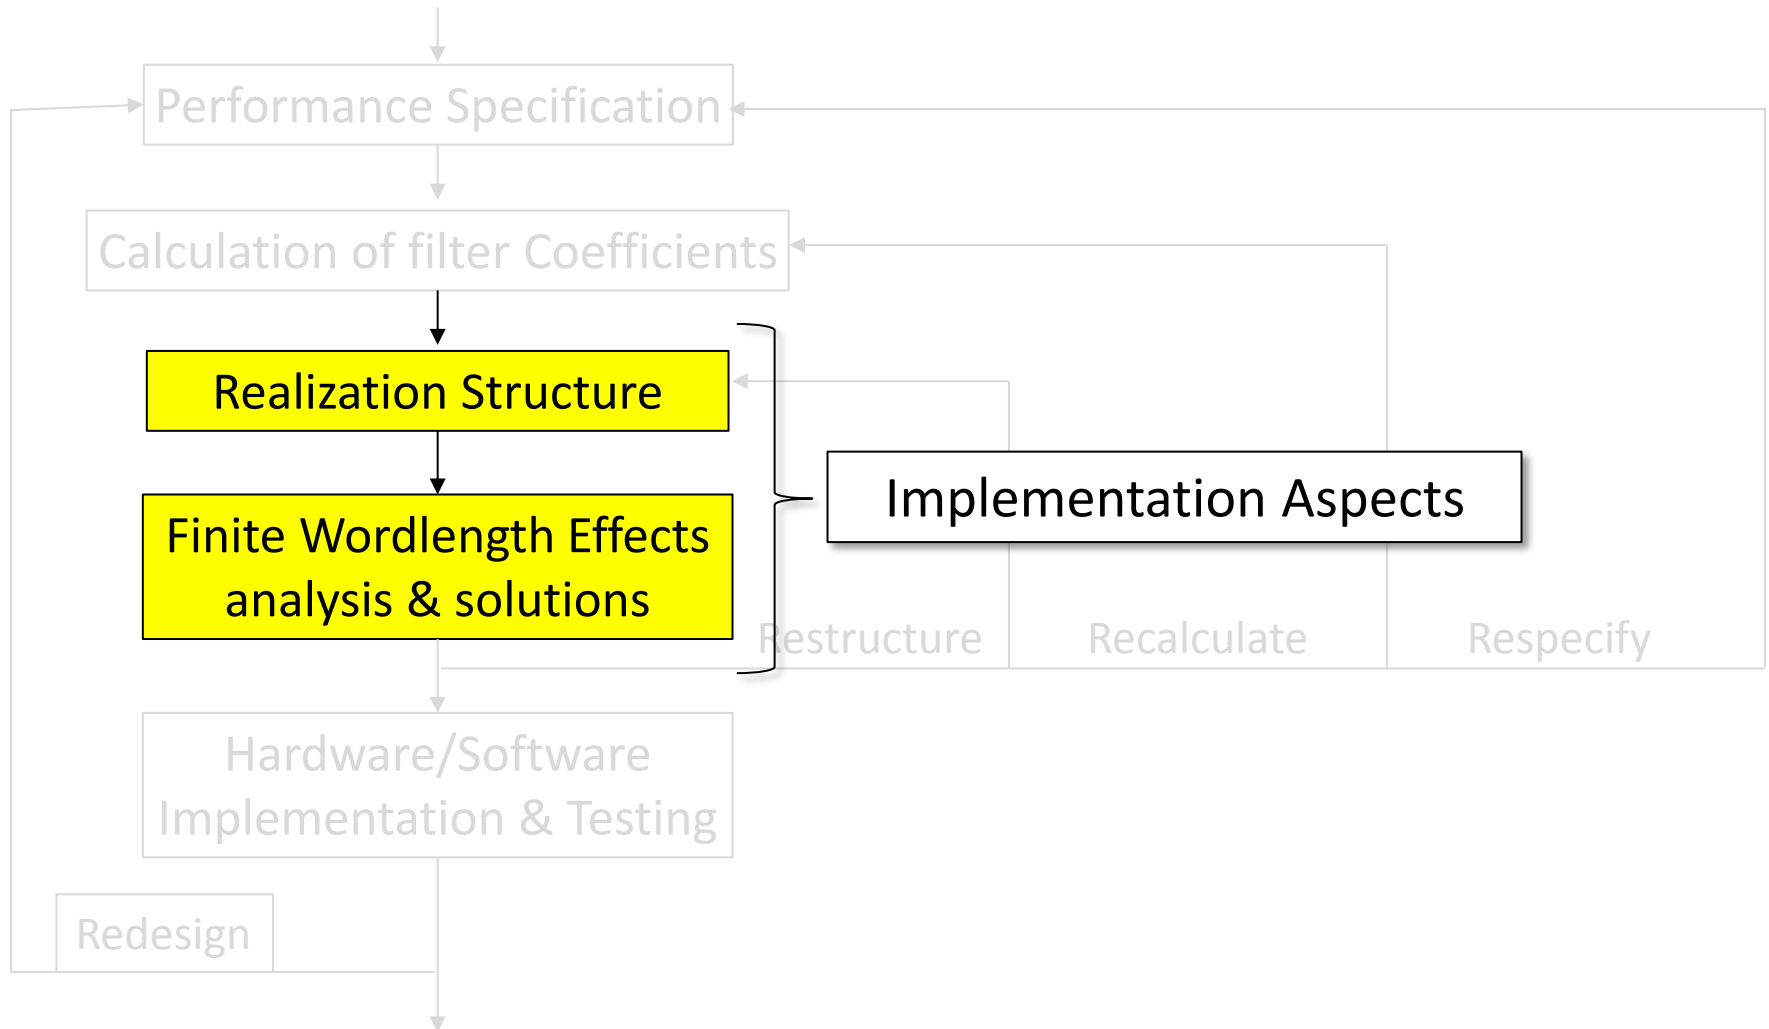 Performance Specification
Calculation of filter Coefficients
Realization Structure
Finite Wordlength Effects
analysis & solutions
Implementation Aspects
Restructure
Recalculate
Respecify
Hardware/Software
Implementation & Testing
Redesign